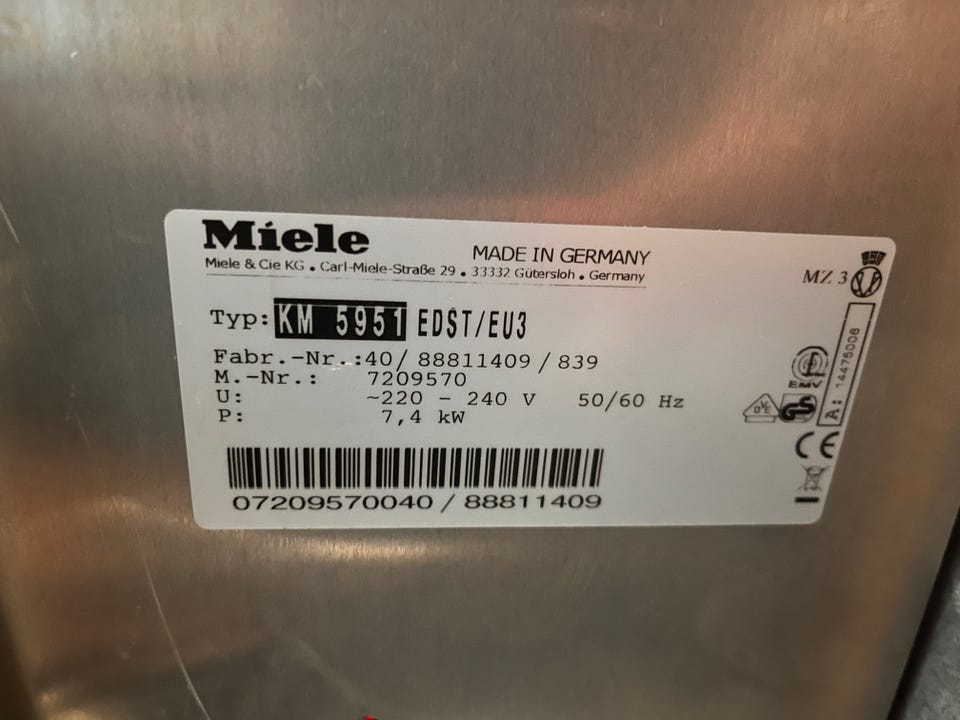 Miele
MADE IN GERMANY
Miele & Cie KG • Carl-Miele-Straße 29 • 33332 Gütersloh • Germany
MZ 3
Typ: KM 5951 EDST/EU3
Fabr.-Nr.:40/88811409/839
M.-Nr.: 7209570
U: ~220 - 240 V 50/60 Hz
P: 7,4 kW
07209570040/88811409
EMV
VDE
GS
A: 14475006
CE